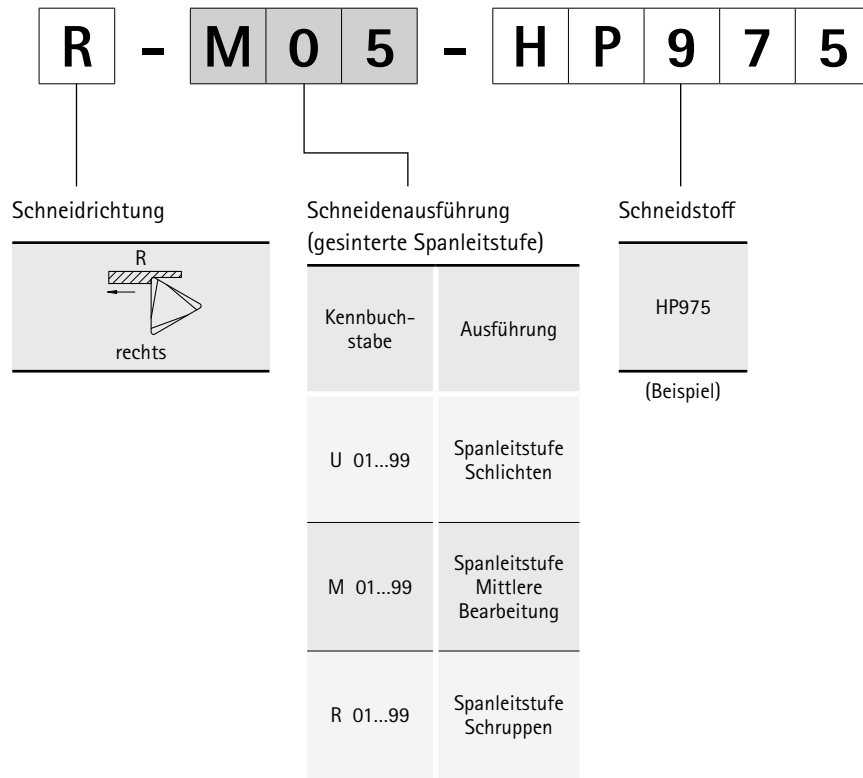 R - M 0 5 - H P 9 7 5
Schneidrichtung
R
rechts
Schneidenausführung
(gesinterte Spanleitstufe)
Kennbuch-
stabe
Ausführung
U 01...99
Spanleitstufe
Schlichten
M 01...99
Spanleitstufe
Mittlere
Bearbeitung
R 01...99
Spanleitstufe
Schruppen
Schneidstoff
HP975
(Beispiel)